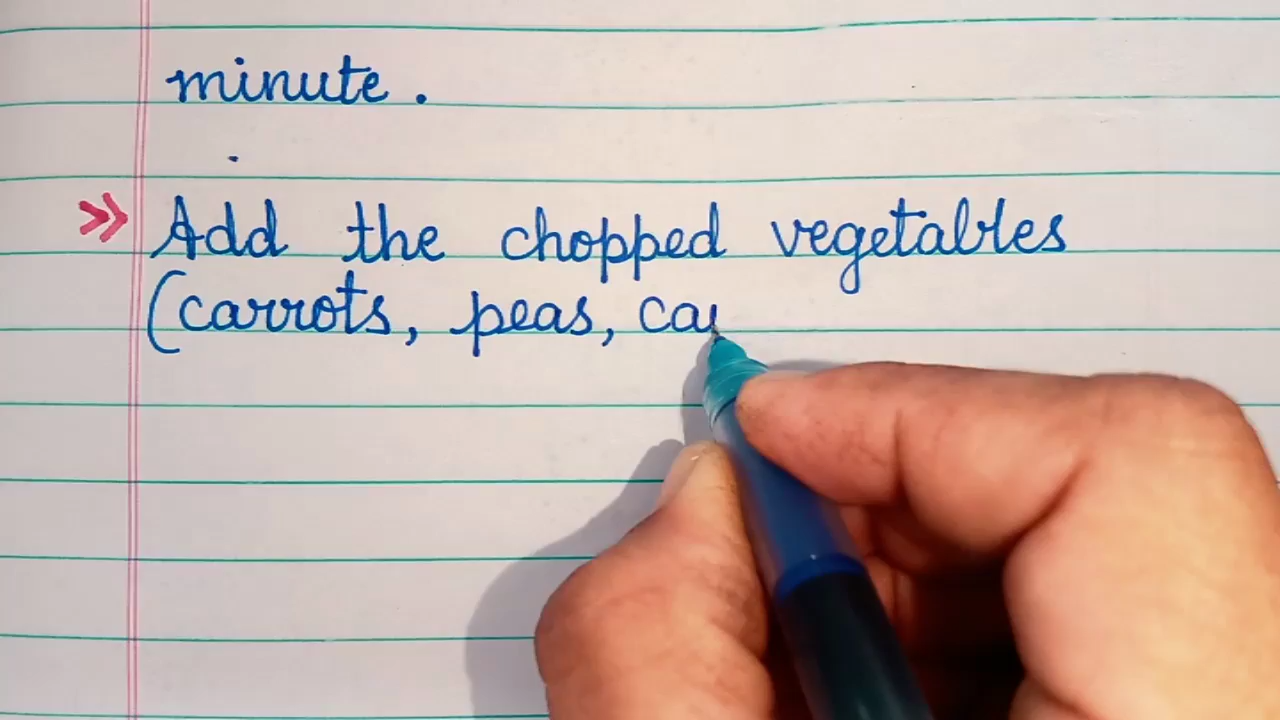 minute.
» Add the chopped vegetables
(carrots, peas,